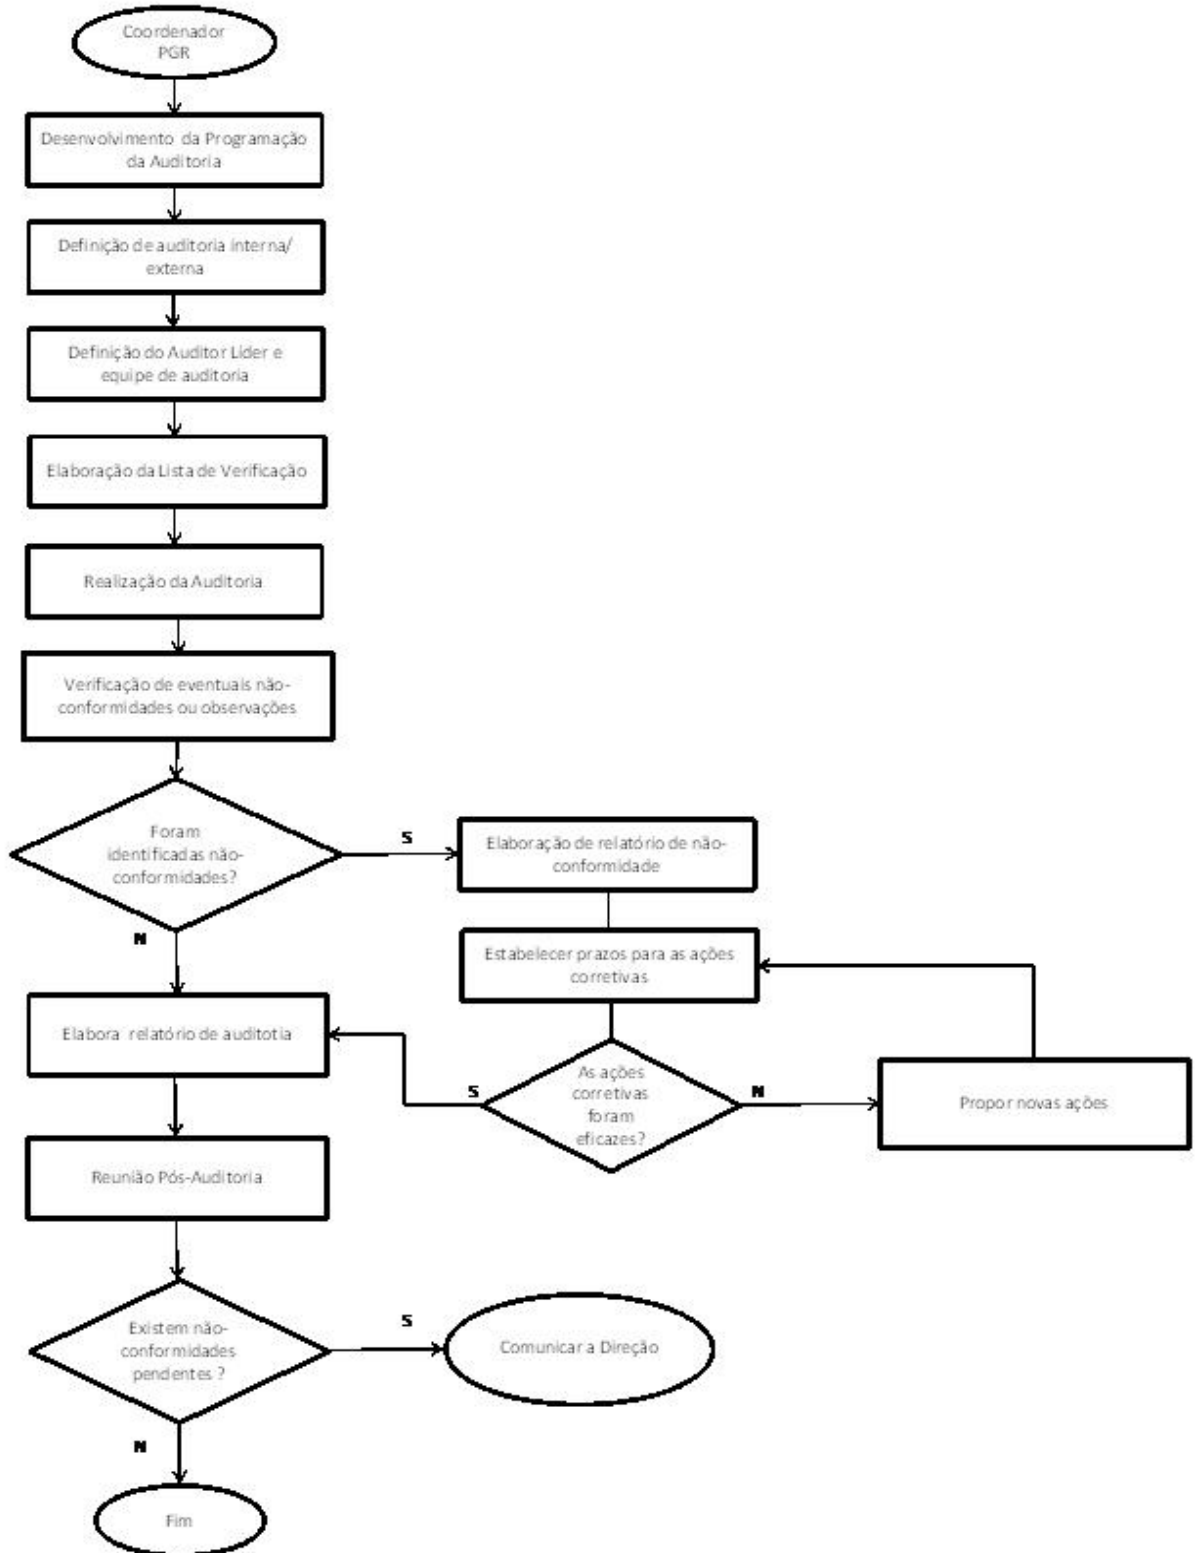 Coordenador
PGR
Desenvolvimento da Programação
da Auditoria
Definição de auditoria interna/
externa
Definição do Auditor Líder e
equipe de auditoria
Elaboração da Lista de Verificação
Realização da Auditoria
Verificação de eventuais não-
conformidades ou observações
Foram
identificadas não-
conformidades?
S
Elaboração de relatório de não-
conformidade
N
Estabelecer prazos para as ações
corretivas
Elabora relatório de auditotia
As ações
corretivas
foram
eficazes?
S
N
Propor novas ações
Reunião Pós-Auditoria
Existem não-
conformidades
pendentes ?
S
Comunicar a Direção
N
Fim